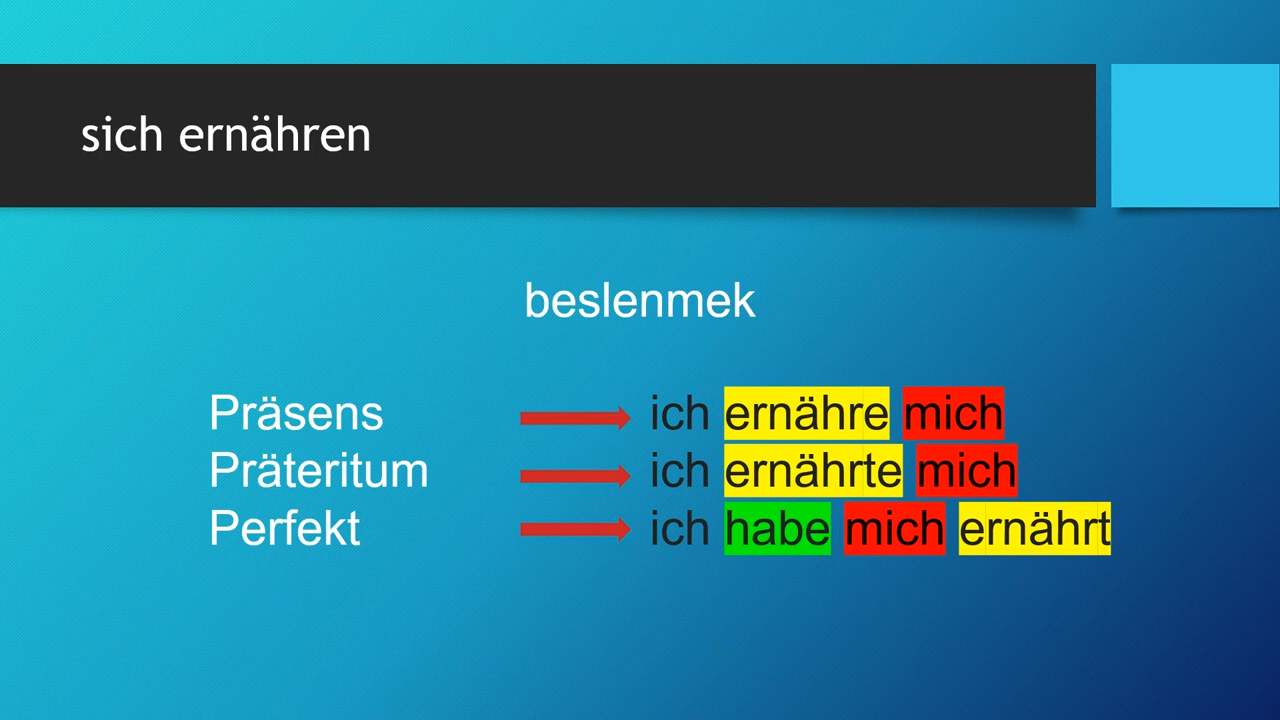 sich ernähren
beslenmek
Präsens ich ernähre mich
Präteritum ich ernährte mich
Perfekt ich habe mich ernährt